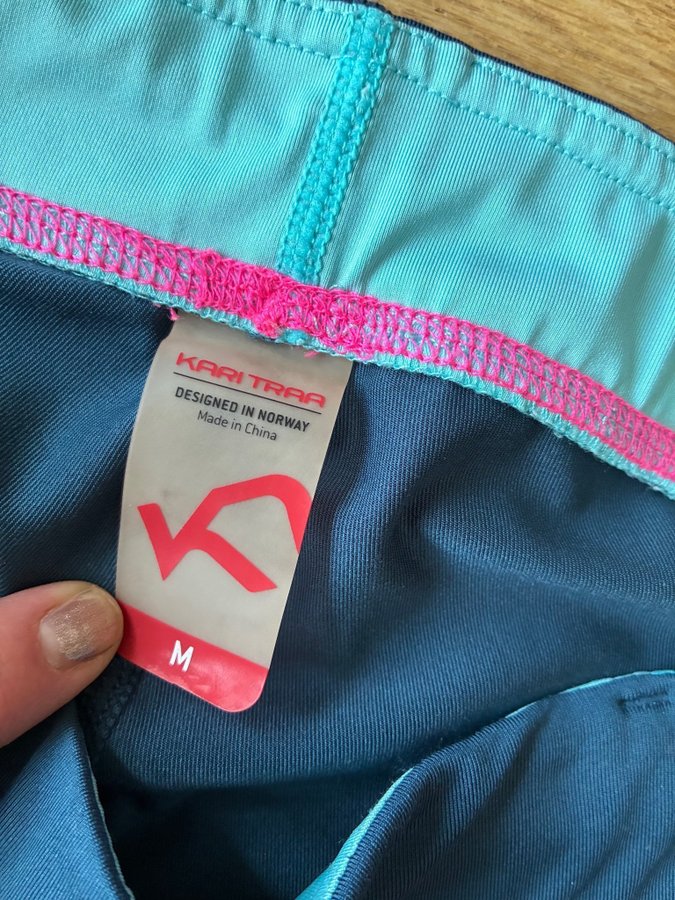 KARI TRAA
DESIGNED IN NORWAY
Made in China
M